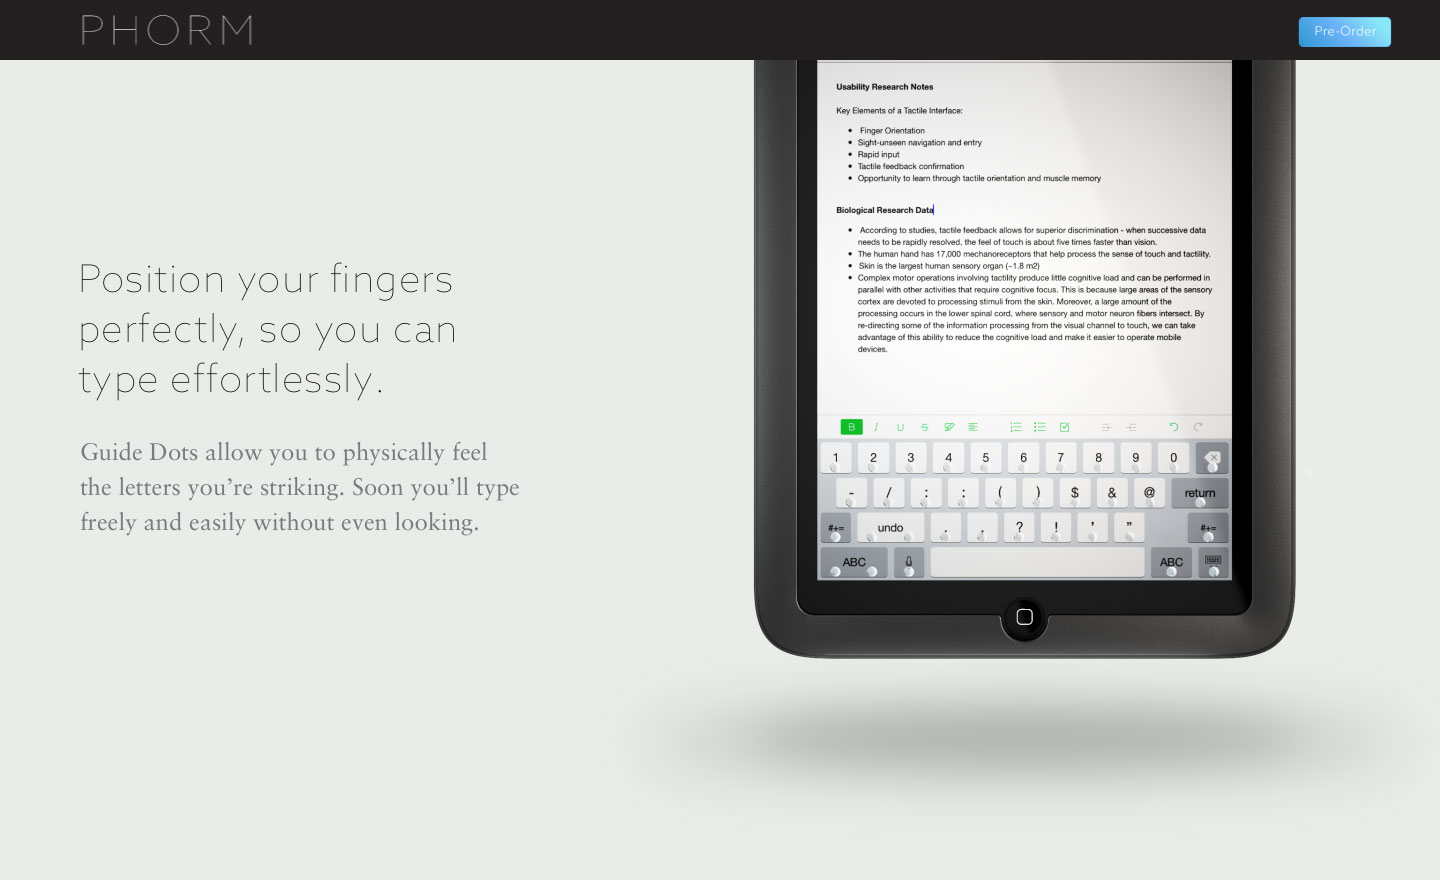 PHORM
Pre-Order
Position your fingers
perfectly, so you can
type effortlessly.
Guide Dots allow you to physically feel
the letters you’re striking. Soon you’ll type
freely and easily without even looking.
Usability Research Notes
Key Elements of a Tactile Interface:
• Finger Orientation
• Sight-unseen navigation and entry
• Rapid input
• Tactile feedback confirmation
• Opportunity to learn through tactile orientation and muscle memory
Biological Research Data
• According to studies, tactile feedback allows for superior discrimination - when successive data
needs to be rapidly resolved, the feel of touch is about five times faster than vision.
• The human hand has 17,000 mechanoreceptors that help process the sense of touch and tactility.
• Skin is the largest human sensory organ (~1.8 m2)
• Complex motor operations involving tactility produce little cognitive load and can be performed in
parallel with other activities that require cognitive focus. This is because large areas of the sensory
cortex are devoted to processing stimuli from the skin. Moreover, a large amount of the
processing occurs in the lower spinal cord, where sensory and motor neuron fibers intersect. By
re-directing some of the information processing from the visual channel to touch, we can take
advantage of this ability to reduce the cognitive load and make it easier to operate mobile
devices.
B I U S
1 2 3 4 5 6 7 8 9 0
- / : ; ( ) $ & @ return
#+= undo . , ? ! ’ ” #+=
ABC ABC